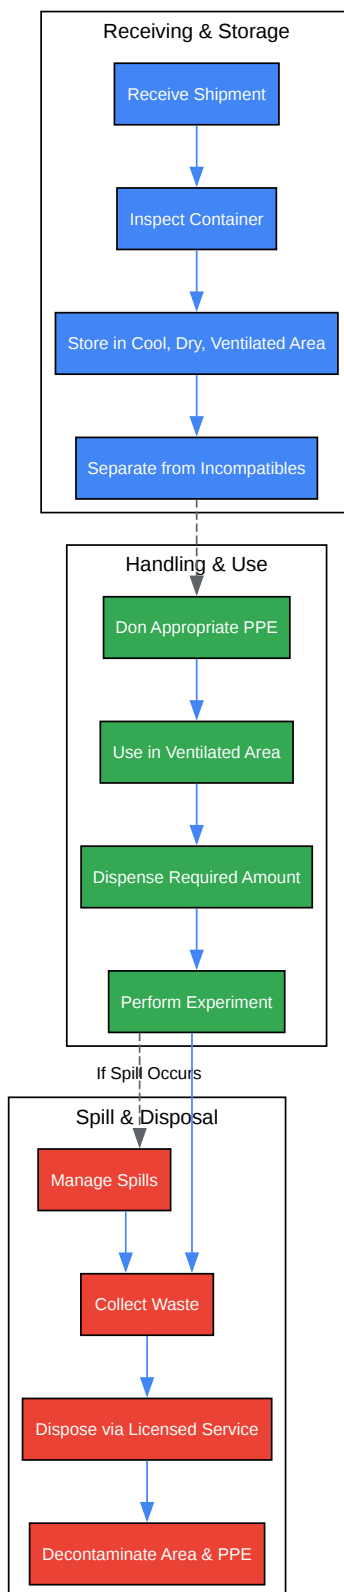 Receiving & Storage
Receive Shipment
Inspect Container
Store in Cool, Dry, Ventilated Area
Separate from Incompatibles
Handling & Use
Don Appropriate PPE
Use in Ventilated Area
Dispense Required Amount
Perform Experiment
If Spill Occurs
Spill & Disposal
Manage Spills
Collect Waste
Dispose via Licensed Service
Decontaminate Area & PPE